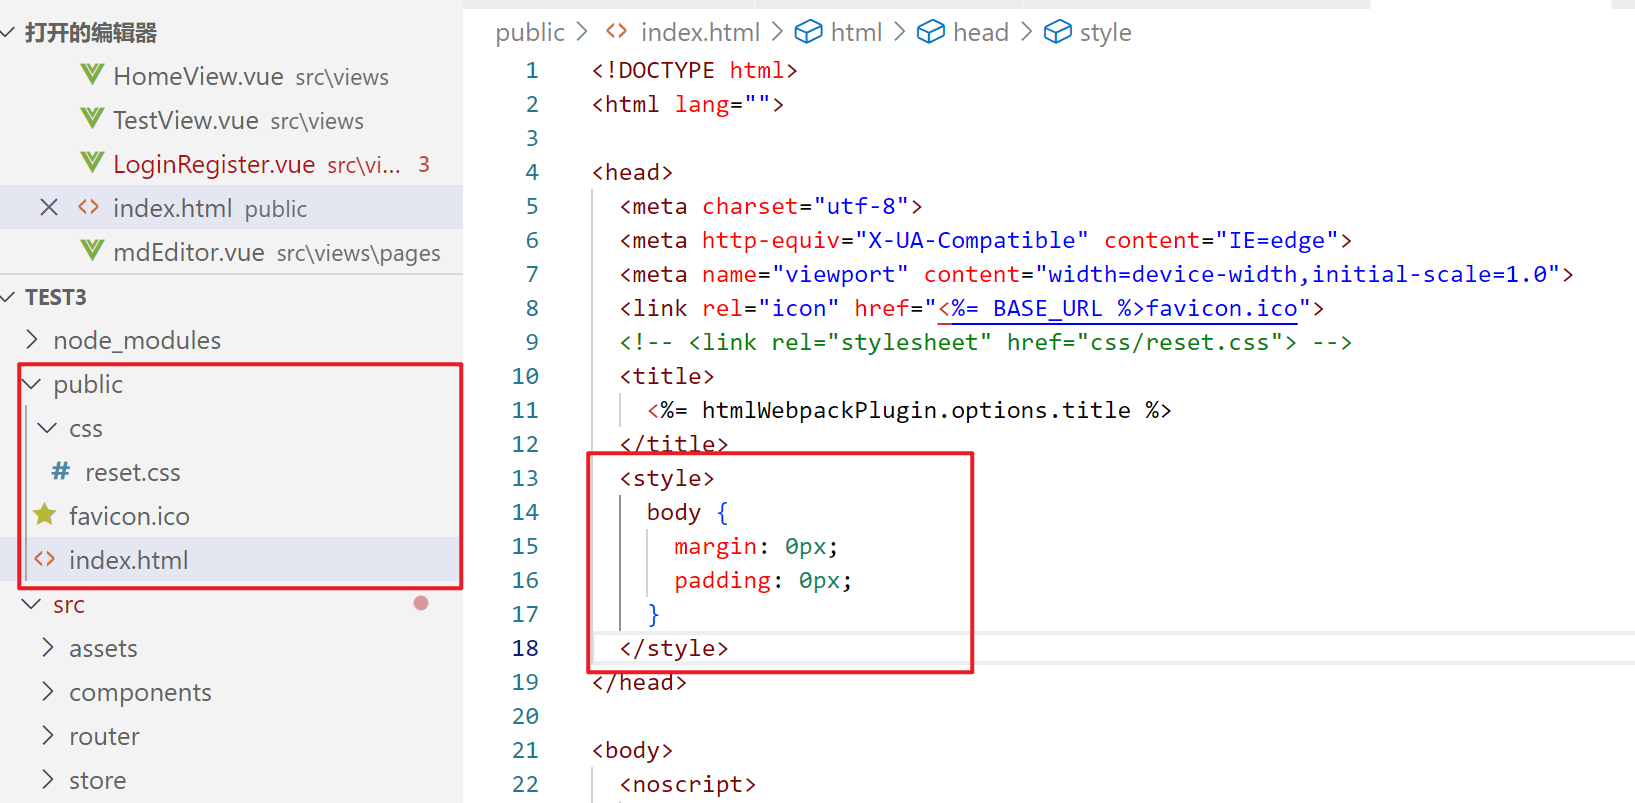 打开的编辑器
HomeView.vue src\views
TestView.vue src\views
LoginRegister.vue src\vi... 3
index.html public
mdEditor.vue src\views\pages
TEST3
node_modules
public
css
# reset.css
favicon.ico
<> index.html
src
assets
components
router
store
public > <> index.html > html > head > style
1 <!DOCTYPE html>
2 <html lang="">
3
4 <head>
5 <meta charset="utf-8">
6 <meta http-equiv="X-UA-Compatible" content="IE=edge">
7 <meta name="viewport" content="width=device-width,initial-scale=1.0">
8 <link rel="icon" href="<%= BASE_URL %>favicon.ico">
9 <!-- <link rel="stylesheet" href="css/reset.css"> -->
10 <title>
11 <%= htmlWebpackPlugin.options.title %>
12 </title>
13 <style>
14 body {
15 margin: 0px;
16 padding: 0px;
17 }
18 </style>
19 </head>
20
21 <body>
22 <noscript>